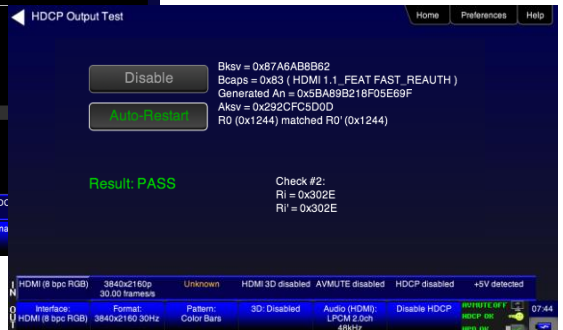 HDCP Output Test
Home Preferences Help
Disable
Auto-Restart
Bksv = 0x87A6AB8B62
Bcaps = 0x83 ( HDMI 1.1_FEAT FAST_REAUTH )
Generated An = 0x5BA89B218F05E69F
Aksv = 0x292CFC5D0D
R0 (0x1244) matched R0' (0x1244)
Result: PASS
Check #2:
Ri = 0x302E
Ri' = 0x302E
IN
HDMI (8 bpc RGB)
3840x2160p
30.00 frames/s
Unknown
HDMI 3D disabled
AVMUTE disabled
HDCP disabled
+5V detected
OUT
Interface:
HDMI (8 bpc RGB)
Format:
3840x2160 30Hz
Pattern:
Color Bars
3D: Disabled
Audio (HDMI):
LPCM 2.0ch
48kHz
Disable HDCP
AVMUTE OFF
HDCP OK
HPD OK
07:44